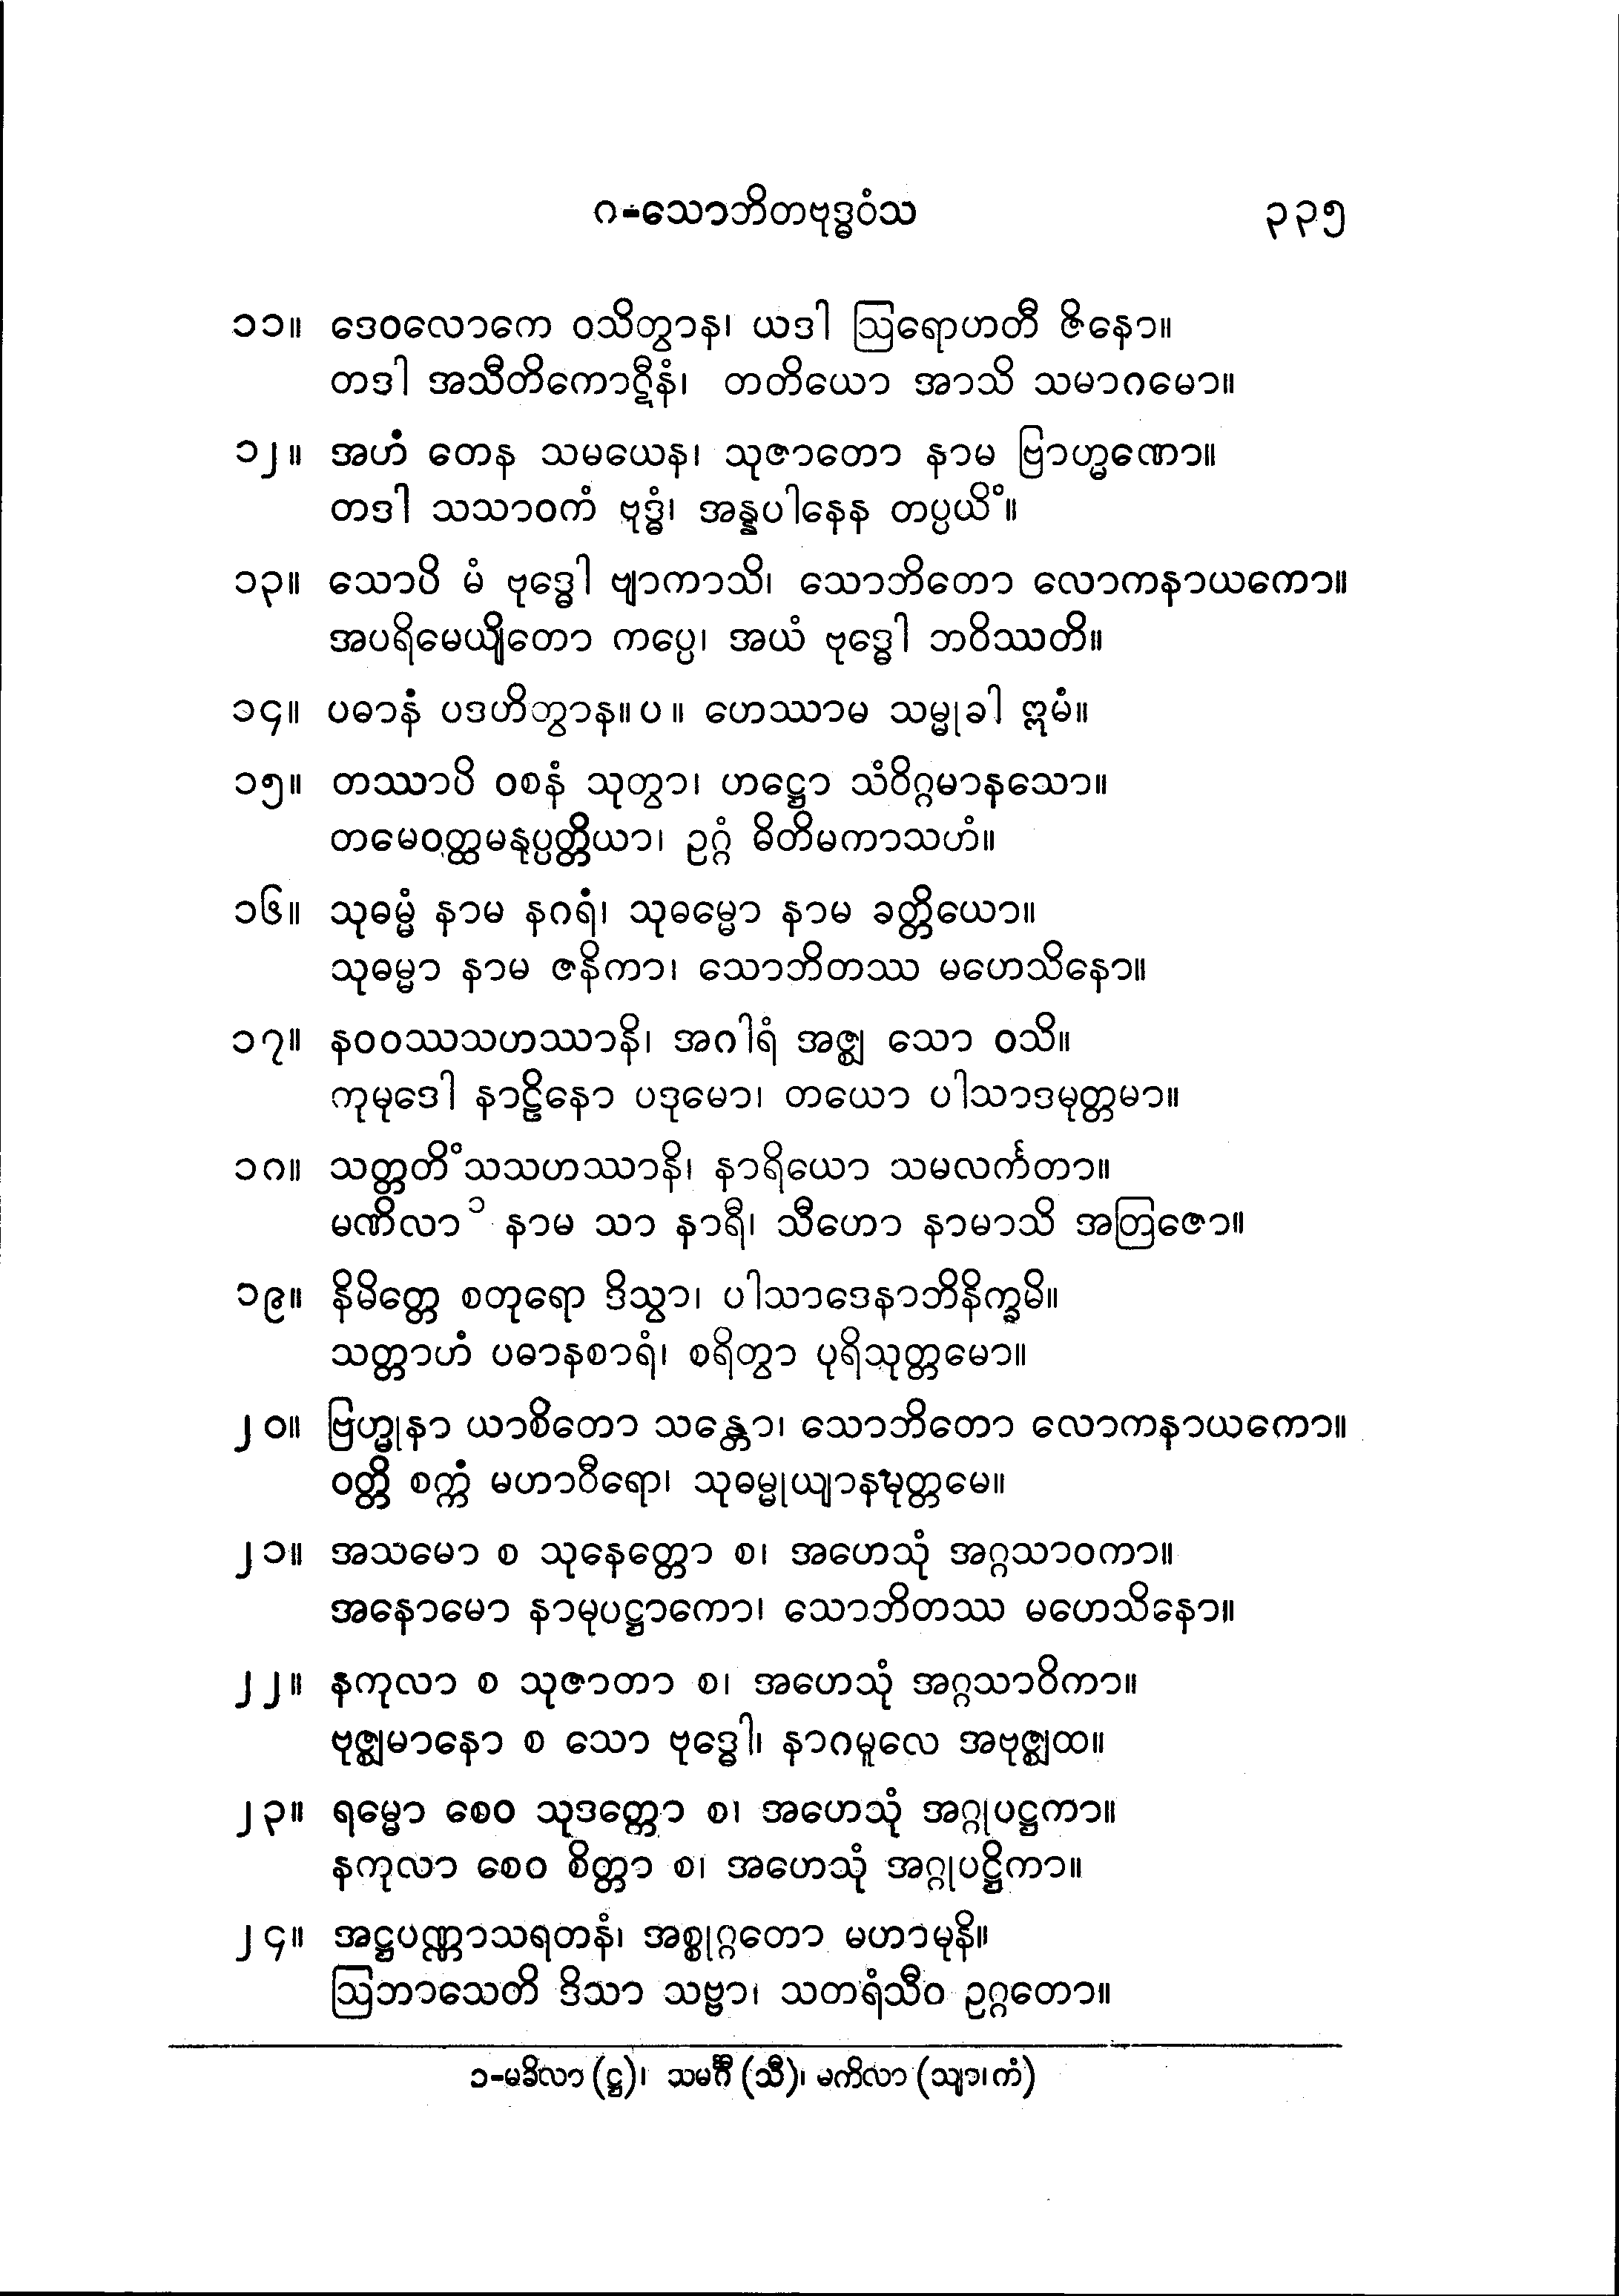 ၈-သောဘိတဗုဒ္ဓဝံသ ၃၃၅
၁၁။ ဒေဝလောကေ ဝသိတွာန၊ ယဒါ ဩရောဟတီ ဇိနော။
တဒါ အသီတိကောဋီနံ၊ တတိယော အာသိ သမာဂမော။
၁၂။ အဟံ တေန သမယေန၊ သုဇာတော နာမ ဗြာဟ္မဏော။
တဒါ သသာဝကံ ဗုဒ္ဓံ၊ အန္နပါနေန တပ္ပယိံ။
၁၃။ သောပိ မံ ဗုဒ္ဓေါ ဗျာကာသိ၊ သောဘိတော လောကနာယကော။
အပရိမေယျိတော ကပ္ပေ၊ အယံ ဗုဒ္ဓေါ ဘဝိဿတိ။
၁၄။ ပဓာနံ ပဒဟိတွာန။ပ။ ဟေဿာမ သမ္မုခါ ဣမံ။
၁၅။ တဿာပိ ဝစနံ သုတွာ၊ ဟဋ္ဌော သံဝိဂ္ဂမာနသော။
တမေဝတ္ထမနုပ္ပတ္တိယာ၊ ဥဂ္ဂံ ဓိတိမကာသဟံ။
၁၆။ သုဓမ္မံ နာမ နဂရံ၊ သုဓမ္မော နာမ ခတ္တိယော။
သုဓမ္မာ နာမ ဇနိကာ၊ သောဘိတဿ မဟေသိနော။
၁၇။ နဝဝဿသဟဿာနိ၊ အဂါရံ အဇ္ဈ သော ဝသိ။
ကုမုဒေါ နာဠိနော ပဒုမော၊ တယော ပါသာဒမုတ္တမာ။
၁၈။ သတ္တတိံသသဟဿာနိ၊ နာရိယော သမလင်္ကတာ။
မဏိလာ ၁ နာမ သာ နာရီ၊ သီဟော နာမာသိ အတြဇော။
၁၉။ နိမိတ္တေ စတုရော ဒိသွာ၊ ပါသာဒေနာဘိနိက္ခမိ။
သတ္တာဟံ ပဓာနစာရံ၊ စရိတွာ ပုရိသုတ္တမော။
၂၀။ ဗြဟ္မုနာ ယာစိတော သန္တော၊ သောဘိတော လောကနာယကော။
ဝတ္တိ စက္ကံ မဟာဝီရော၊ သုဓမ္မုယျာနမုတ္တမေ။
၂၁။ အသမော စ သုနေတ္တော စ၊ အဟေသုံ အဂ္ဂသာဝကာ။
အနောမော နာမုပဋ္ဌာကော၊ သောဘိတဿ မဟေသိနော။
၂၂။ နကုလာ စ သုဇာတာ စ၊ အဟေသုံ အဂ္ဂသာဝိကာ။
ဗုဇ္ဈမာနော စ သော ဗုဒ္ဓေါ၊ နာဂမူလေ အဗုဇ္ဈထ။
၂၃။ ရမ္မော စေဝ သုဒတ္တော စ၊ အဟေသုံ အဂ္ဂုပဋ္ဌကာ။
နကုလာ စေဝ စိတ္တာ စ၊ အဟေသုံ အဂ္ဂုပဋ္ဌိကာ။
၂၄။ အဋ္ဌပဏ္ဏာသရတနံ၊ အစ္စုဂ္ဂတော မဟာမုနိ။
ဩဘာသေတိ ဒိသာ သဗ္ဗာ၊ သတရံသီဝ ဥဂ္ဂတော။
၁-မခိလာ (ဋ္ဌ)၊ သမင်္ဂီ (သီ)၊ မကိလာ (သျာ၊ကံ)